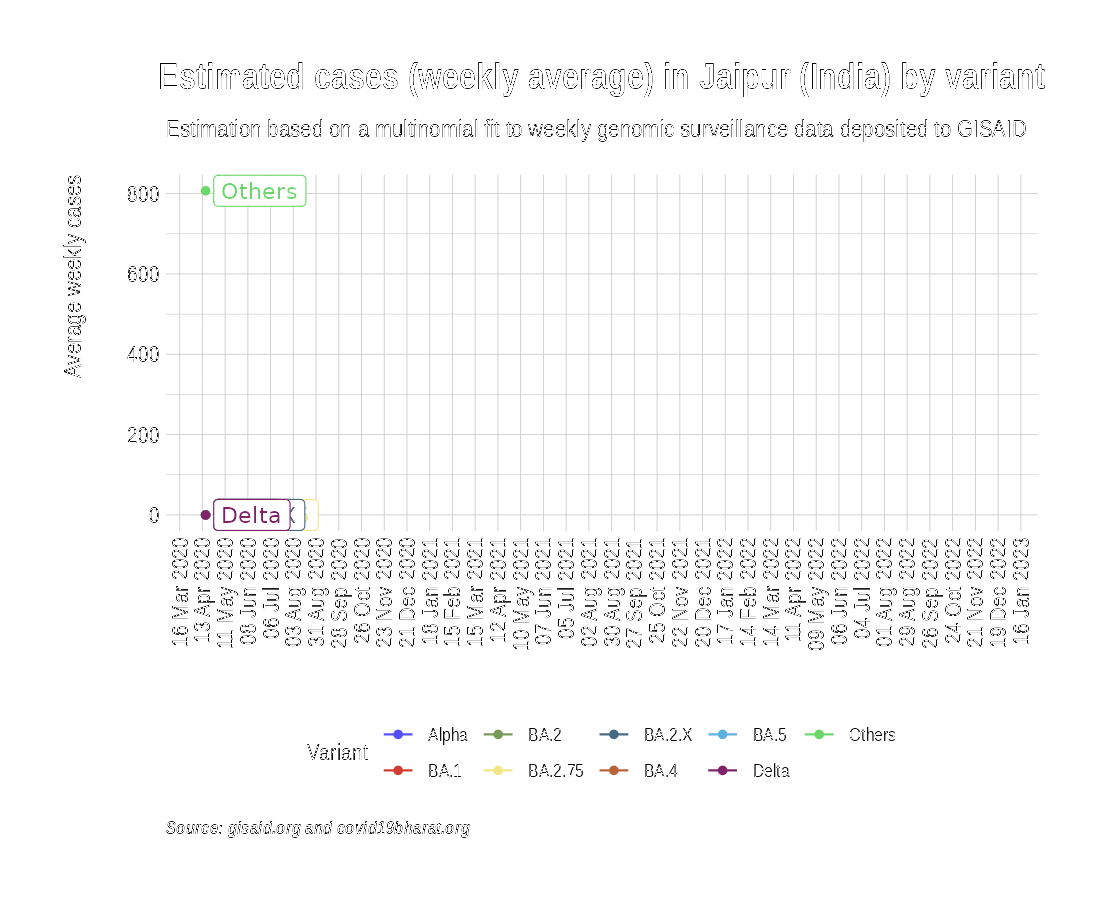 Estimated cases (weekly average) in Jaipur (India) by variant
Estimation based on a multinomial fit to weekly genomic surveillance data deposited to GISAID
Average weekly cases
800
600
400
200
0
Others
Delta
X
16 Mar 2020
13 Apr 2020
11 May 2020
08 Jun 2020
06 Jul 2020
03 Aug 2020
31 Aug 2020
28 Sep 2020
26 Oct 2020
23 Nov 2020
21 Dec 2020
18 Jan 2021
15 Feb 2021
15 Mar 2021
12 Apr 2021
10 May 2021
07 Jun 2021
05 Jul 2021
02 Aug 2021
30 Aug 2021
27 Sep 2021
25 Oct 2021
22 Nov 2021
20 Dec 2021
17 Jan 2022
14 Feb 2022
14 Mar 2022
11 Apr 2022
09 May 2022
06 Jun 2022
04 Jul 2022
01 Aug 2022
29 Aug 2022
26 Sep 2022
24 Oct 2022
21 Nov 2022
19 Dec 2022
16 Jan 2023
Variant
Alpha BA.2 BA.2.X BA.5 Others
BA.1 BA.2.75 BA.4 Delta
Source: gisaid.org and covid19bharat.org